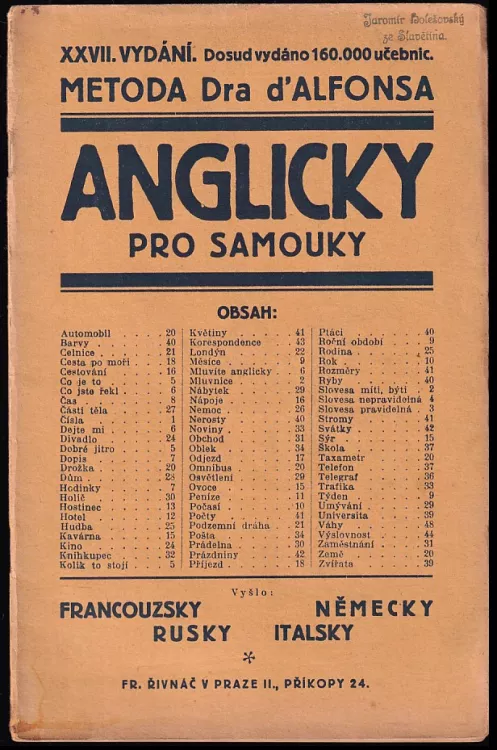 Jaromír Bolešovský
ze Slavětína.
XXVII. VYDÁNÍ. Dosud vydáno 160.000 učebnic.
METODA Dra d'ALFONSA
ANGLICKY
PRO SAMOUKY
OBSAH:
Automobil . . . . 20
Barvy . . . . 40
Celnice . . . . 21
Cesta po moři . . . 18
Cestování . . . . 16
Co je to . . . . 5
Co jste řekl . . . 6
Čas . . . . 8
Části těla . . . . 27
Čísla . . . . 1
Dejte mi . . . . 6
Divadlo . . . . 24
Dobré jitro . . . . 5
Dopis . . . . 7
Drožka . . . . 20
Dům . . . . 28
Hodinky . . . . 7
Holič . . . . 30
Hostinec . . . . 13
Hotel . . . . 12
Hudba . . . . 25
Kavárna . . . . 15
Kino . . . . 24
Knihkupec . . . . 32
Kolik to stojí . . . 5
Květiny . . . . 41
Korespondence . . . 43
Londýn . . . . 22
Měsíce . . . . 9
Mluvíte anglicky . . 6
Mluvnice . . . . 2
Nábytek . . . . 29
Nápoje . . . . 16
Nemoc . . . . 26
Nerosty . . . . 40
Noviny . . . . 33
Obchod . . . . 31
Oblek . . . . 34
Odjezd . . . . 17
Omnibus . . . . 20
Osvětlení . . . . 29
Ovoce . . . . 15
Peníze . . . . 11
Počasí . . . . 10
Počty . . . . 41
Podzemní dráha . . 21
Pošta . . . . 34
Prádelna . . . . 30
Prázdniny . . . . 42
Příjezd . . . . 18
Ptáci . . . . 40
Roční období . . . 9
Rodina . . . . 25
Rok . . . . 10
Rozměry . . . . 41
Ryby . . . . 40
Slovesa míti, býti . . 2
Slovesa nepravidelná . 4
Slovesa pravidelná . 3
Stromy . . . . 41
Svátky . . . . 42
Sýr . . . . 15
Škola . . . . 37
Taxametr . . . . 20
Telefon . . . . 37
Telegraf . . . . 36
Trafika . . . . 33
Týden . . . . 9
Umývání . . . . 29
Universita . . . . 39
Váhy . . . . 48
Výslovnost . . . . 44
Zaměstnání . . . . 31
Země . . . . 20
Zvířata . . . . 39
Vyšlo:
FRANCOUZSKY NĚMECKY
RUSKY ITALSKY
FR. ŘIVNÁČ V PRAZE II., PŘÍKOPY 24.